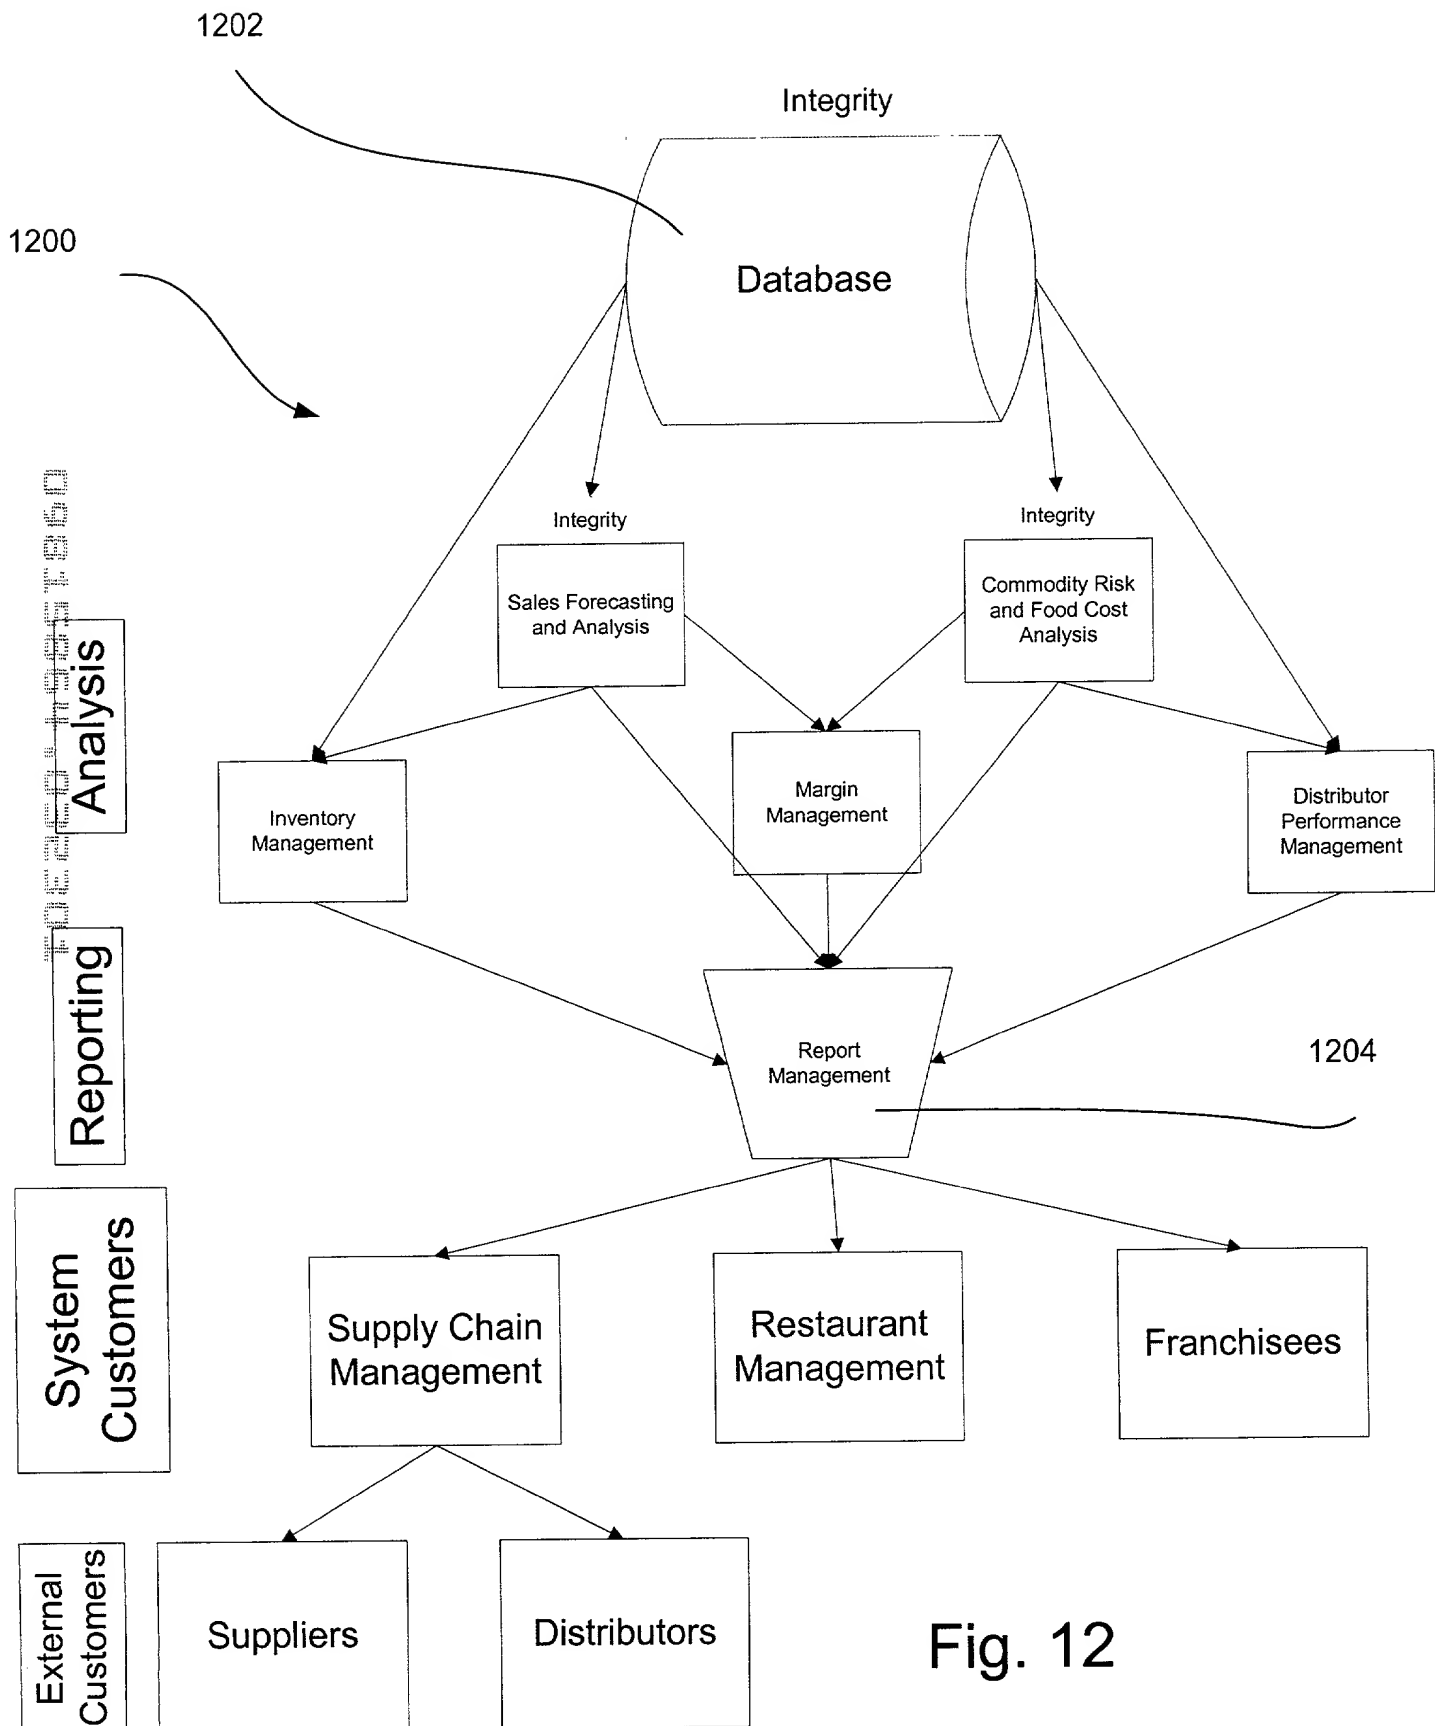 1202
Integrity
1200
Database
Integrity
Integrity
Sales Forecasting
and Analysis
Commodity Risk
and Food Cost
Analysis
Analysis
Inventory
Management
Margin
Management
Distributor
Performance
Management
Reporting
Report
Management
1204
System
Customers
Supply Chain
Management
Restaurant
Management
Franchisees
External
Customers
Suppliers
Distributors
Fig. 12